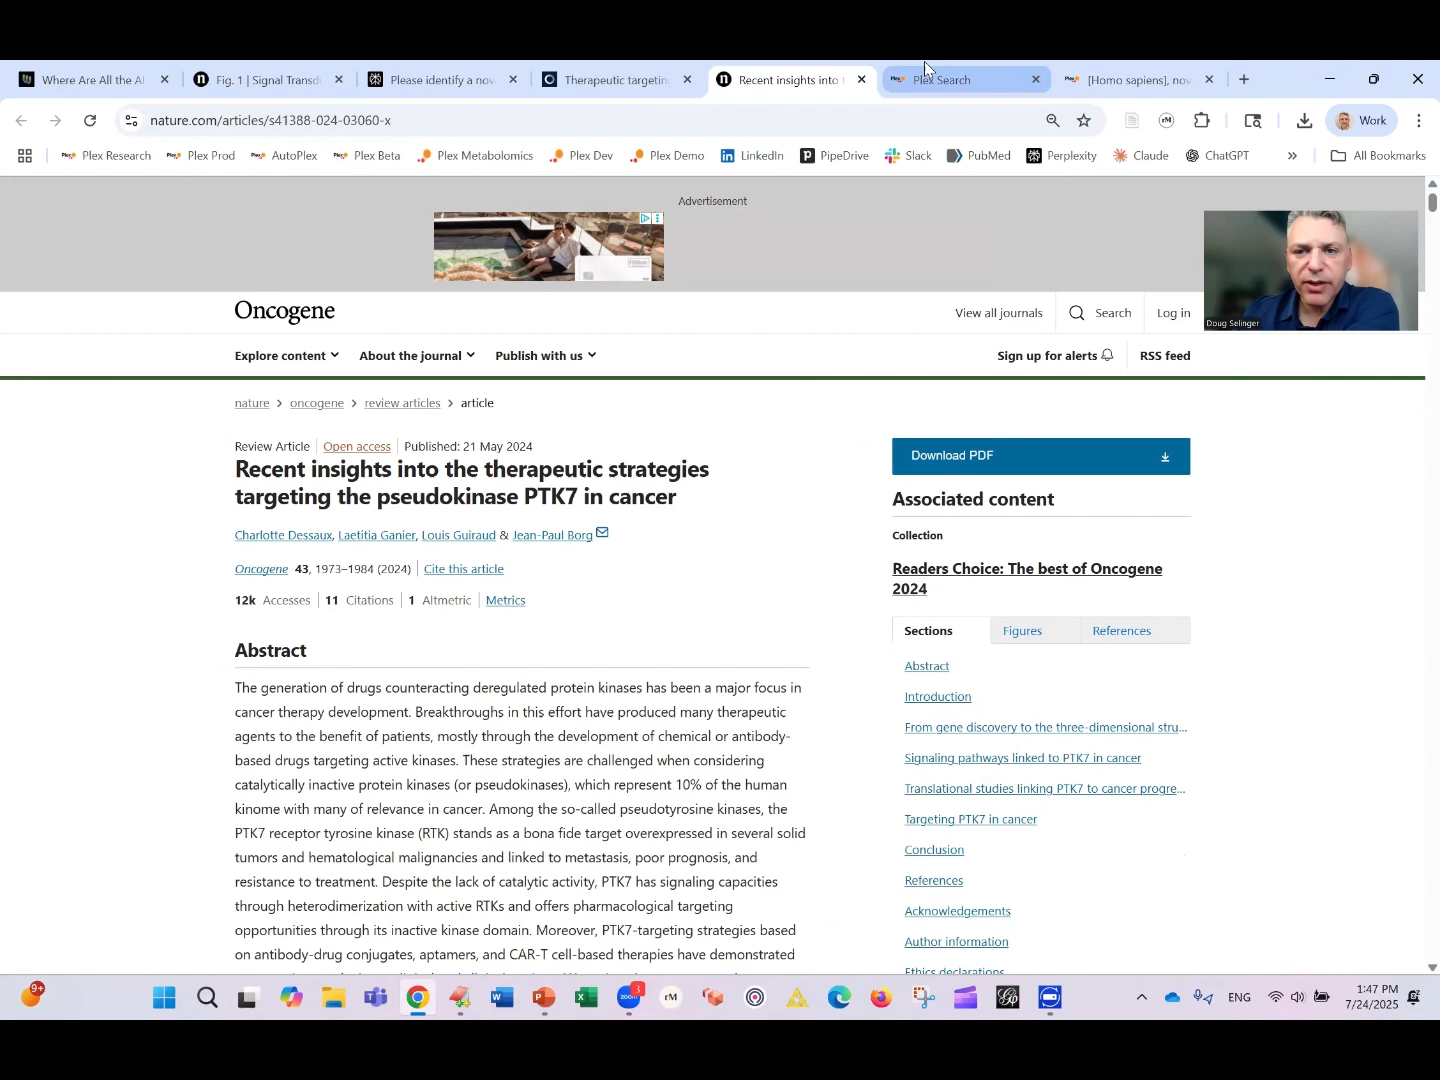 Where Are All the AI
Fig. 1 | Signal Transdu
Please identify a nov
Therapeutic targeting
Recent insights into t
Plex Search
[Homo sapiens], nov
nature.com/articles/s41388-024-03060-x
Work
Plex Research
Plex Prod
AutoPlex
Plex Beta
Plex Metabolomics
Plex Dev
Plex Demo
LinkedIn
PipeDrive
Slack
PubMed
Perplexity
Claude
ChatGPT
All Bookmarks
Advertisement
Doug Selinger
Oncogene
View all journals
Search
Log in
Explore content
About the journal
Publish with us
Sign up for alerts
RSS feed
nature > oncogene > review articles > article
Review Article | Open access | Published: 21 May 2024
Recent insights into the therapeutic strategies
targeting the pseudokinase PTK7 in cancer
Charlotte Dessaux, Laetitia Ganier, Louis Guiraud & Jean-Paul Borg
Oncogene 43, 1973–1984 (2024) | Cite this article
12k Accesses | 11 Citations | 1 Altmetric | Metrics
Abstract
The generation of drugs counteracting deregulated protein kinases has been a major focus in
cancer therapy development. Breakthroughs in this effort have produced many therapeutic
agents to the benefit of patients, mostly through the development of chemical or antibody-
based drugs targeting active kinases. These strategies are challenged when considering
catalytically inactive protein kinases (or pseudokinases), which represent 10% of the human
kinome with many of relevance in cancer. Among the so-called pseudotyrosine kinases, the
PTK7 receptor tyrosine kinase (RTK) stands as a bona fide target overexpressed in several solid
tumors and hematological malignancies and linked to metastasis, poor prognosis, and
resistance to treatment. Despite the lack of catalytic activity, PTK7 has signaling capacities
through heterodimerization with active RTKs and offers pharmacological targeting
opportunities through its inactive kinase domain. Moreover, PTK7-targeting strategies based
on antibody-drug conjugates, aptamers, and CAR-T cell-based therapies have demonstrated
Download PDF
Associated content
Collection
Readers Choice: The best of Oncogene
2024
Sections
Figures
References
Abstract
Introduction
From gene discovery to the three-dimensional stru...
Signaling pathways linked to PTK7 in cancer
Translational studies linking PTK7 to cancer progre...
Targeting PTK7 in cancer
Conclusion
References
Acknowledgements
Author information
Ethics declarations
9+
zoom
3
rM
ENG
1:47 PM
7/24/2025